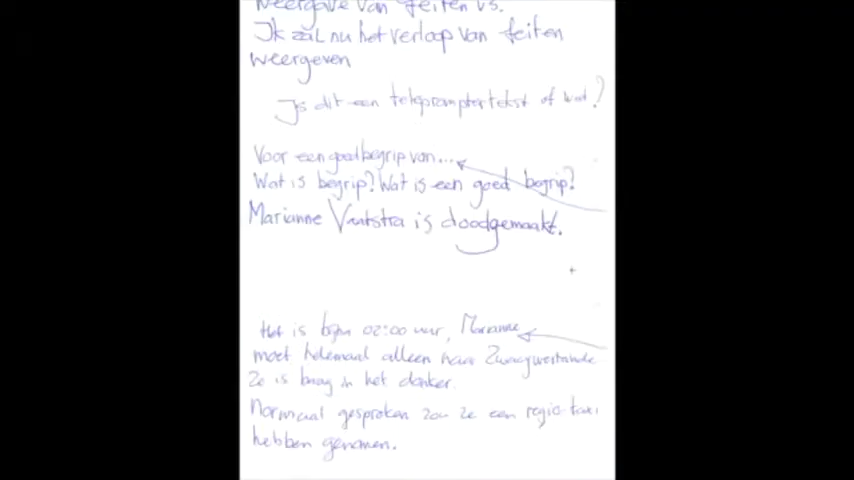 weergave van feiten vs.
Ik zal nu het verloop van feiten
weergeven
Is dit een teleprompter tekst of wat?
Voor een goed begrip van...
Wat is begrip? Wat is een goed begrip?
Marianne Vaatstra is doodgemaakt.
Het is bijna 02:00 uur, Marianne
moet helemaal alleen naar Zwaagwesteinde
Ze is bang in het donker.
Normaal gesproken zou ze een regio taxi
hebben genomen.